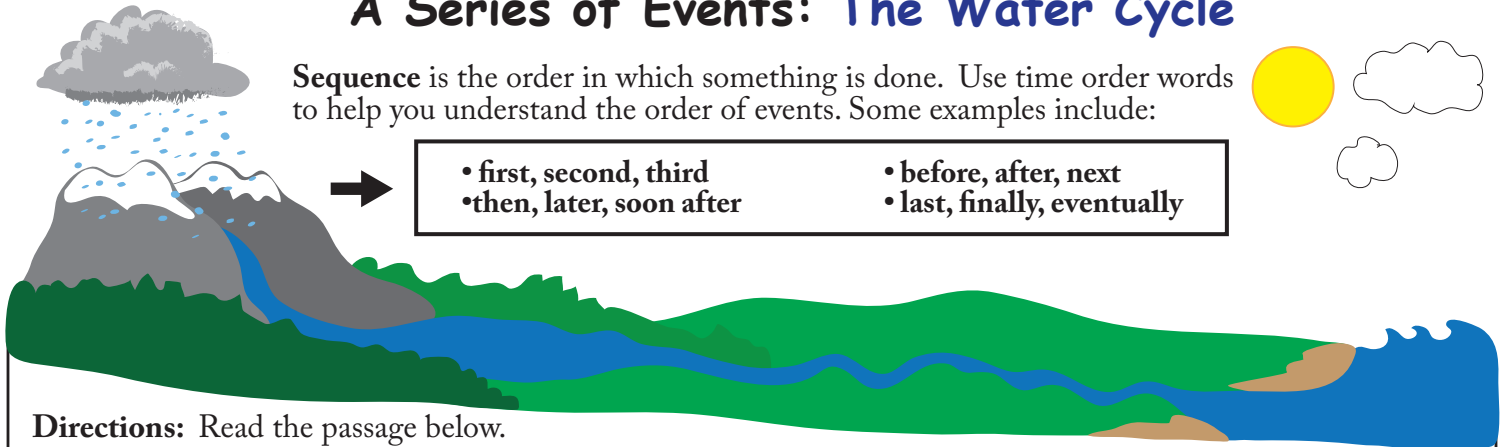 A Series of Events: The Water Cycle
Sequence is the order in which something is done. Use time order words
to help you understand the order of events. Some examples include:
• first, second, third
•then, later, soon after
• before, after, next
• last, finally, eventually
Directions: Read the passage below.